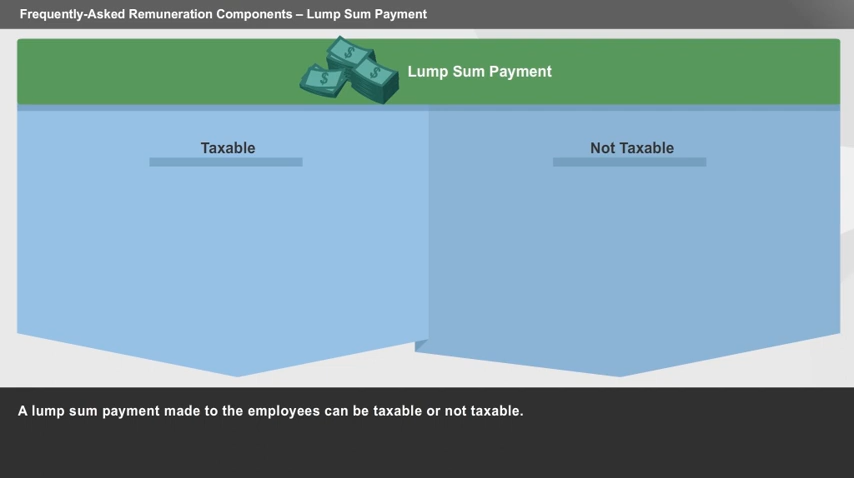 Frequently-Asked Remuneration Components – Lump Sum Payment
Lump Sum Payment
Taxable
Not Taxable
A lump sum payment made to the employees can be taxable or not taxable.